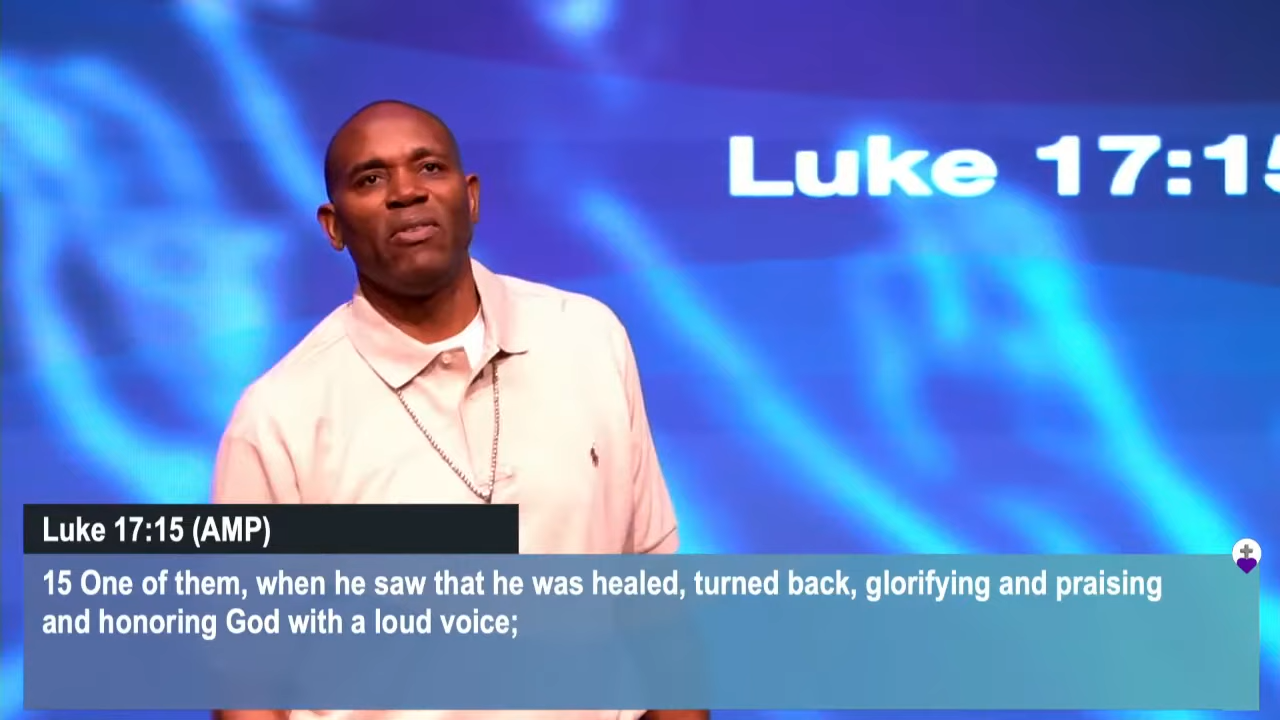 Luke 17:15
Luke 17:15 (AMP)
15 One of them, when he saw that he was healed, turned back, glorifying and praising
and honoring God with a loud voice;